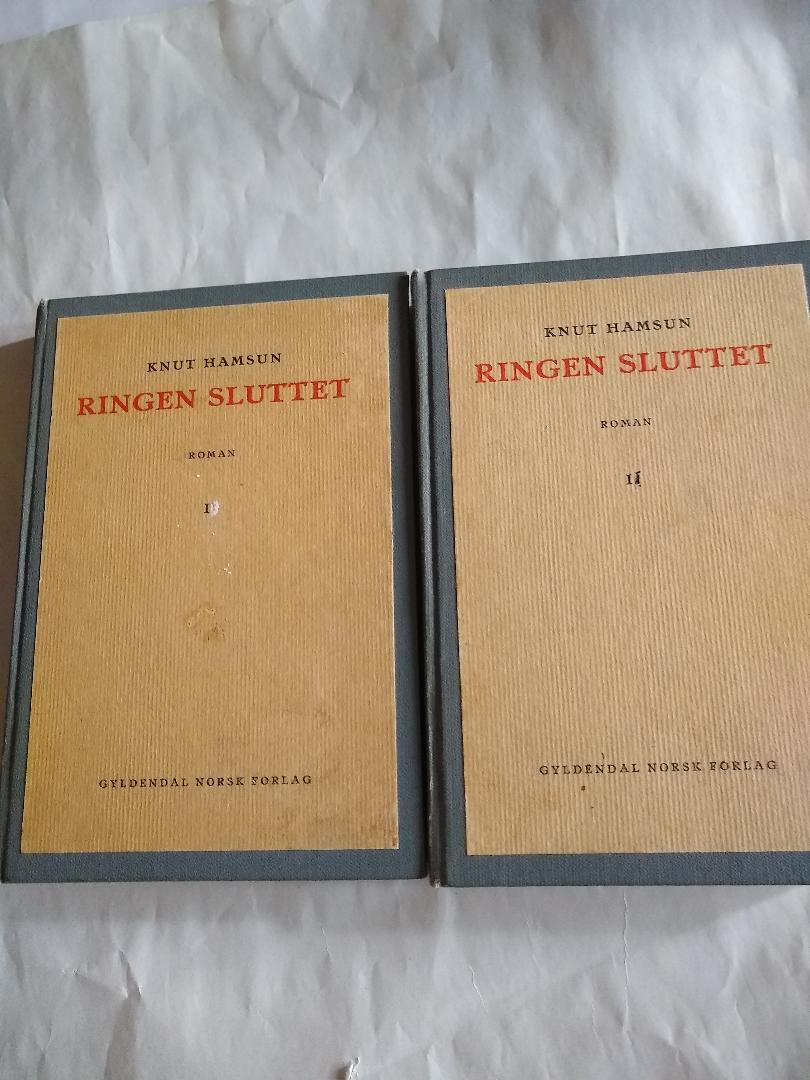 KNUT HAMSUN
RINGEN SLUTTET
ROMAN
I
GYLDENDAL NORSK FORLAG
KNUT HAMSUN
RINGEN SLUTTET
ROMAN
II
GYLDENDAL NORSK FORLAG